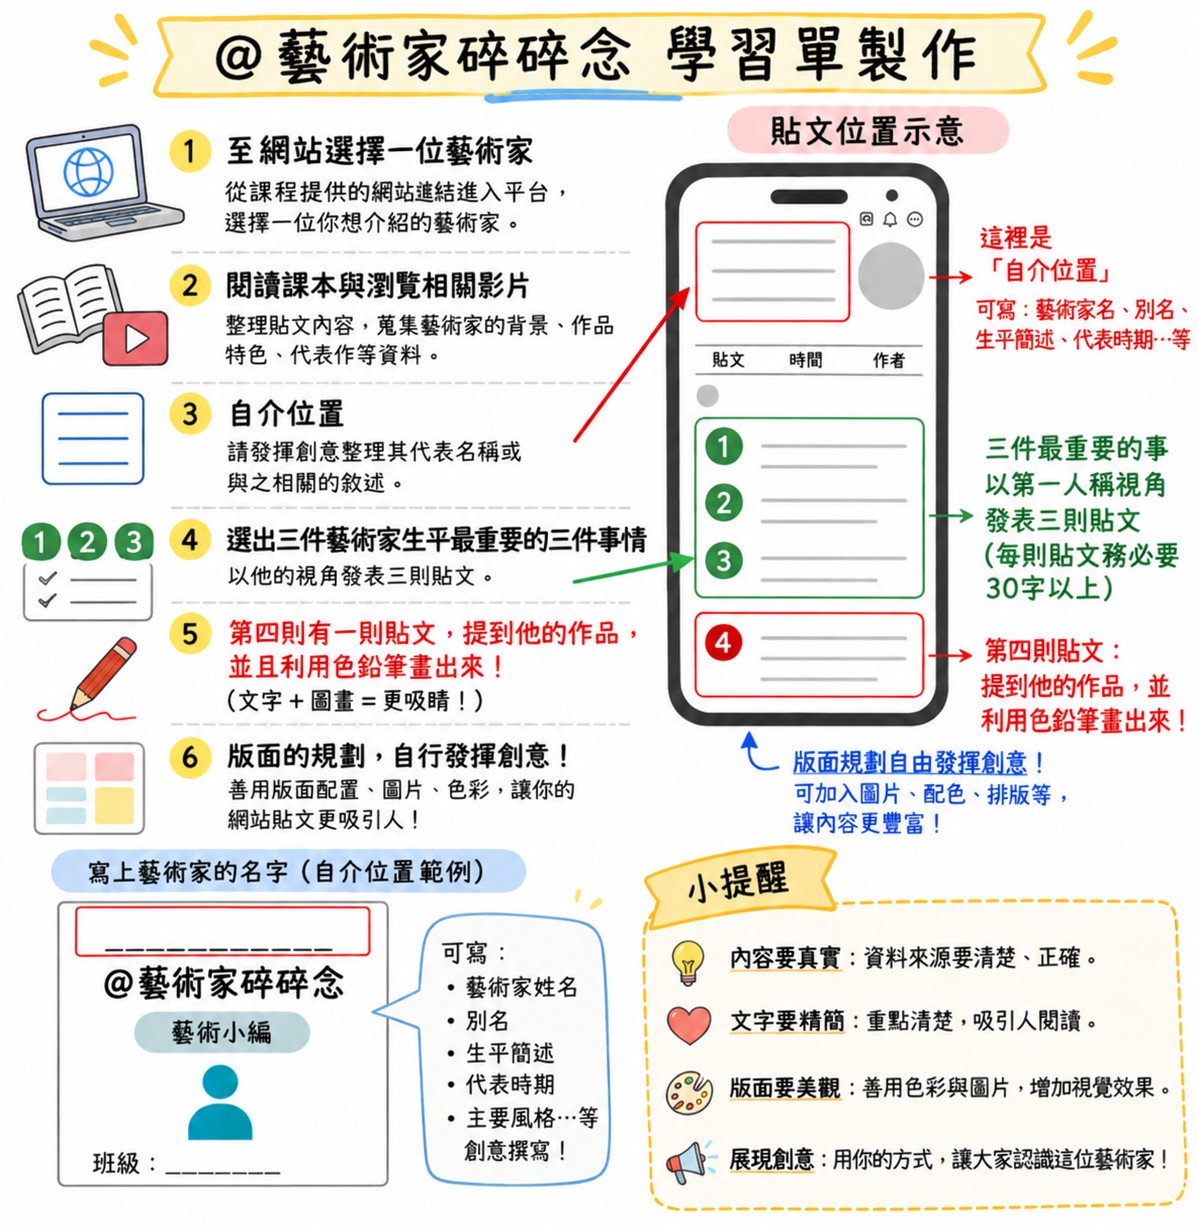 @藝術家碎碎念 學習單製作
1 至網站選擇一位藝術家
從課程提供的網站連結進入平台，
選擇一位你想介紹的藝術家。
2 閱讀課本與瀏覽相關影片
整理貼文內容，蒐集藝術家的背景、作品
特色、代表作等資料。
3 自介位置
請發揮創意整理其代表名稱或
與之相關的敘述。
1 2 3
4 選出三件藝術家生平最重要的三件事情
以他的視角發表三則貼文。
5 第四則有一則貼文，提到他的作品，
並且利用色鉛筆畫出來！
(文字 + 圖畫 = 更吸睛！)
6 版面的規劃，自行發揮創意！
善用版面配置、圖片、色彩，讓你的
網站貼文更吸引人！
貼文位置示意
貼文 時間 作者
1
2
3
4
這裡是
「自介位置」
可寫：藝術家名、別名、
生平簡述、代表時期…等
三件最重要的事
以第一人稱視角
發表三則貼文
(每則貼文務必要
30字以上)
第四則貼文：
提到他的作品，並
利用色鉛筆畫出來！
版面規劃自由發揮創意！
可加入圖片、配色、排版等，
讓內容更豐富！
寫上藝術家的名字 (自介位置範例)
___________
@藝術家碎碎念
藝術小編
班級：_______
可寫：
• 藝術家姓名
• 別名
• 生平簡述
• 代表時期
• 主要風格…等
創意撰寫！
小提醒
內容要真實：資料來源要清楚、正確。
文字要精簡：重點清楚，吸引人閱讀。
版面要美觀：善用色彩與圖片，增加視覺效果。
展現創意：用你的方式，讓大家認識這位藝術家！